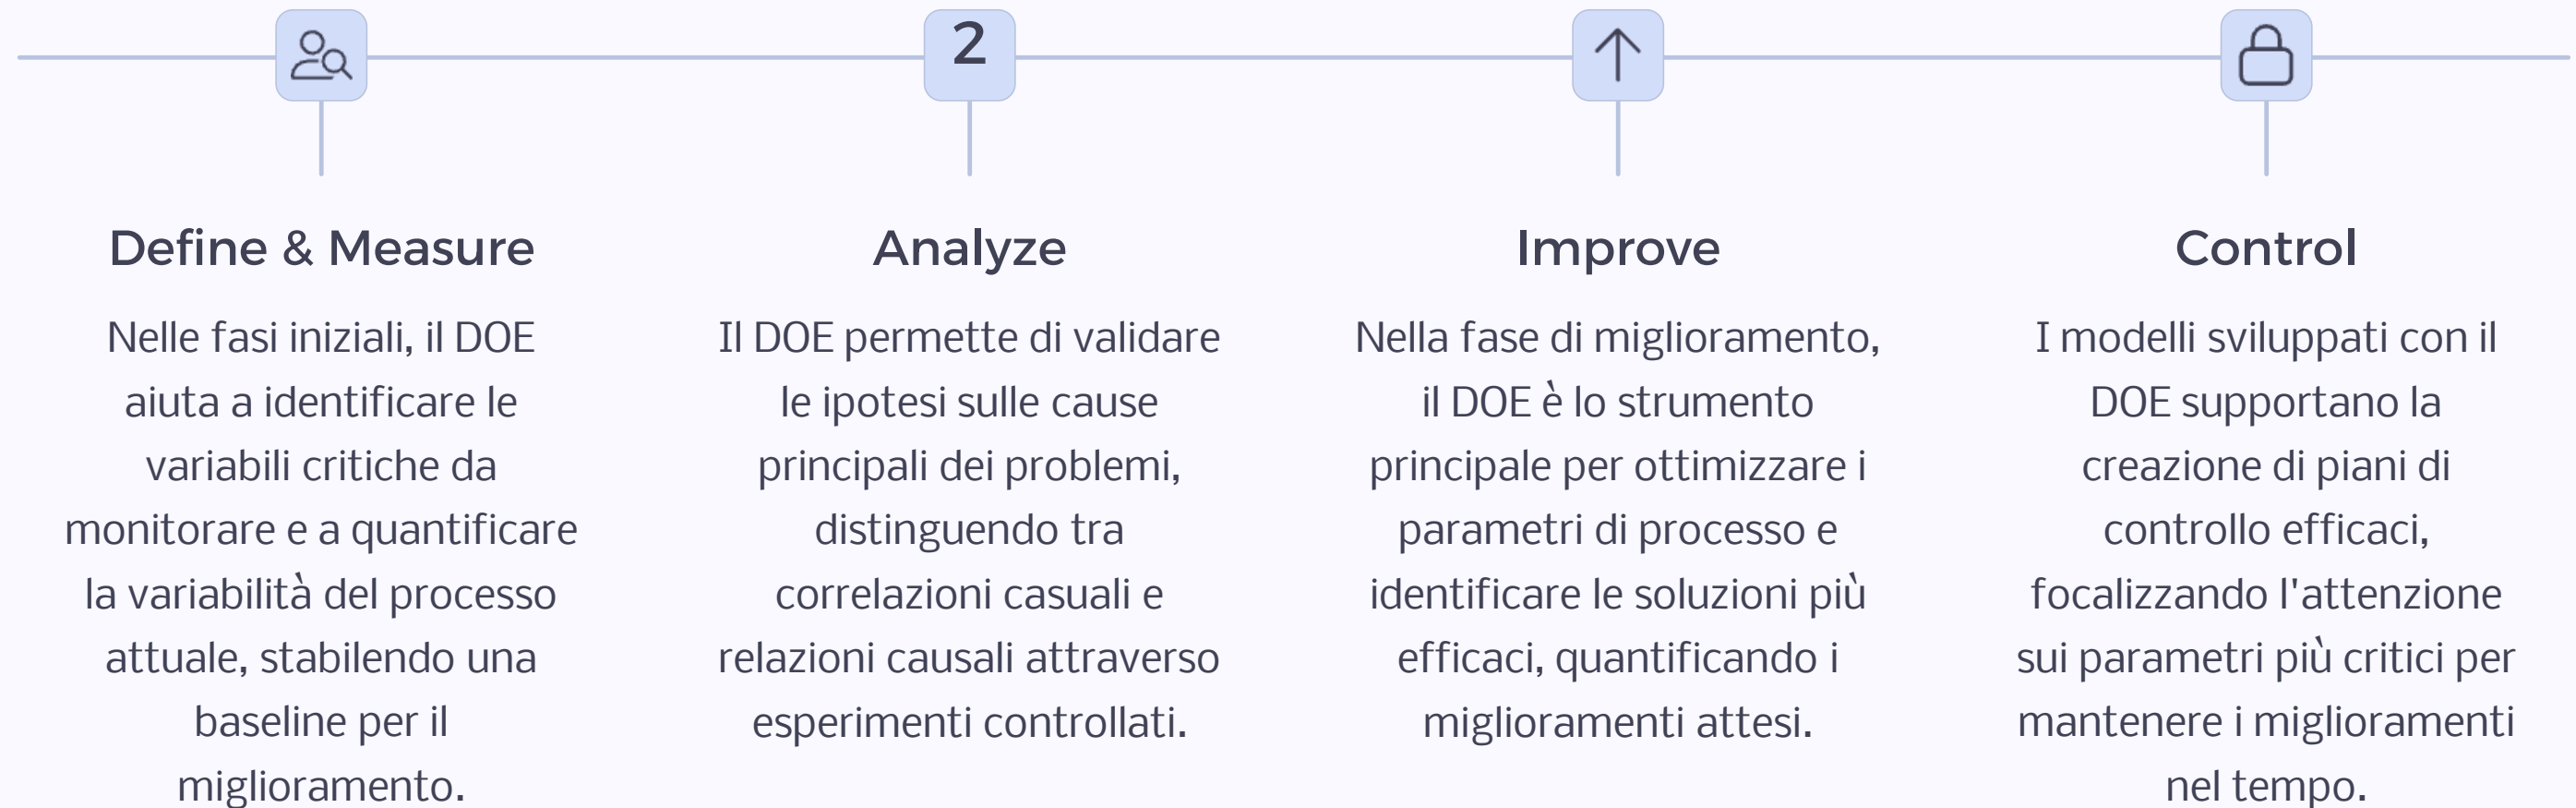 2
Define & Measure
Nelle fasi iniziali, il DOE
aiuta a identificare le
variabili critiche da
monitorare e a quantificare
la variabilità del processo
attuale, stabilendo una
baseline per il
miglioramento.
Analyze
Il DOE permette di validare
le ipotesi sulle cause
principali dei problemi,
distinguendo tra
correlazioni casuali e
relazioni causali attraverso
esperimenti controllati.
Improve
Nella fase di miglioramento,
il DOE è lo strumento
principale per ottimizzare i
parametri di processo e
identificare le soluzioni più
efficaci, quantificando i
miglioramenti attesi.
Control
I modelli sviluppati con il
DOE supportano la
creazione di piani di
controllo efficaci,
focalizzando l'attenzione
sui parametri più critici per
mantenere i miglioramenti
nel tempo.